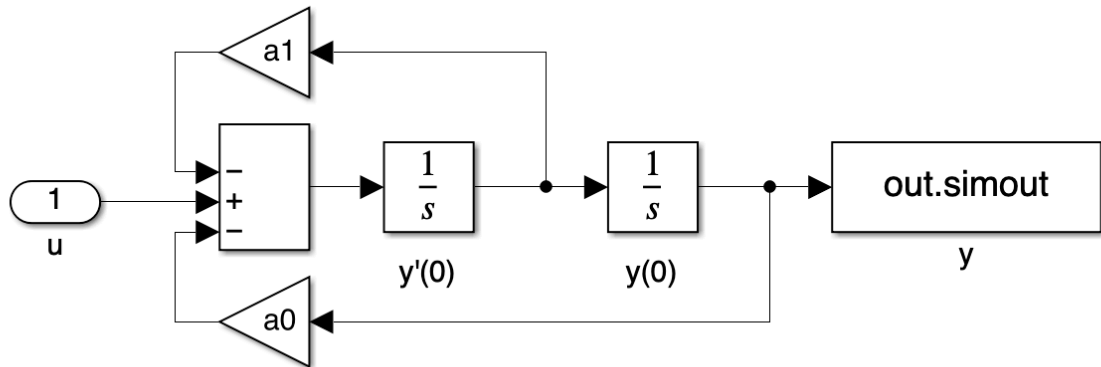 a1
−
1
+
−
u
1
s
y'(0)
1
s
y(0)
out.simout
y
a0